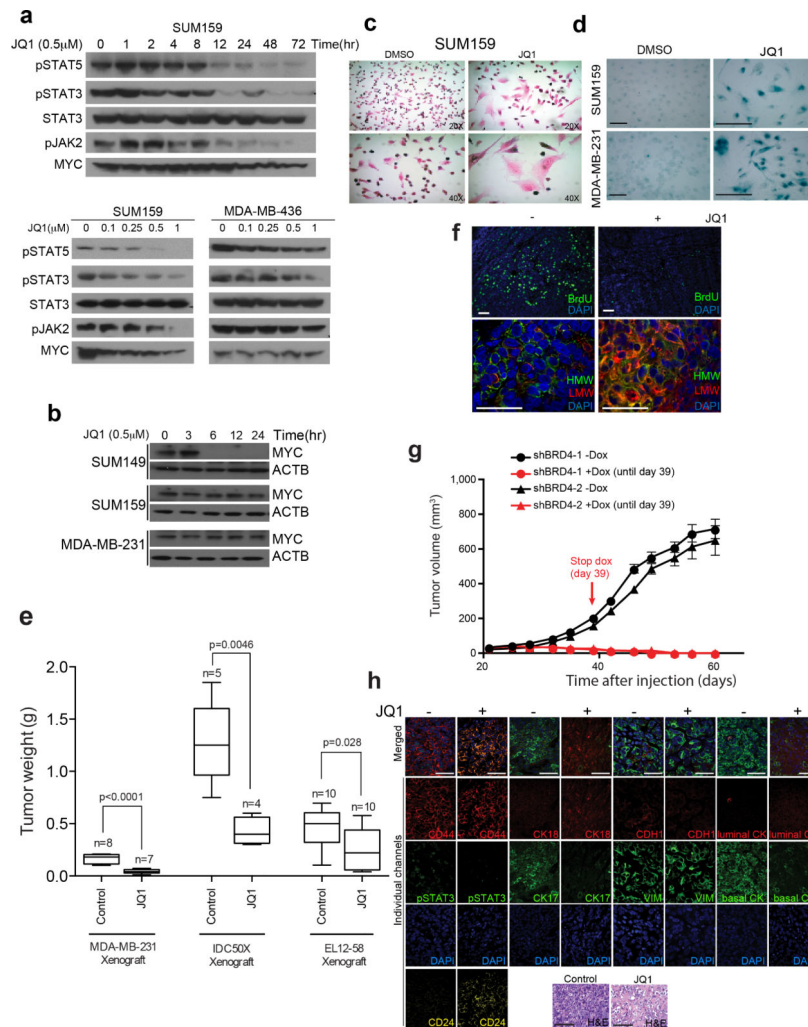 a
SUM159
JQ1 (0.5μM) 0 1 2 4 8 12 24 48 72 Time(hr)
pSTAT5
pSTAT3
STAT3
pJAK2
MYC
SUM159 MDA-MB-436
JQ1(μM) 0 0.1 0.25 0.5 1 0 0.1 0.25 0.5 1
pSTAT5
pSTAT3
STAT3
pJAK2
MYC
b
JQ1 (0.5μM) 0 3 6 12 24 Time(hr)
SUM149 MYC
ACTB
SUM159 MYC
ACTB
MDA-MB-231 MYC
ACTB
c
SUM159
DMSO JQ1
20X 20X
40X 40X
d
DMSO JQ1
SUM159
MDA-MB-231
e
Tumor weight (g)
2.0
1.5
1.0
0.5
0.0
p<0.0001
n=8 n=7
p=0.0046
n=5
n=4
p=0.028
n=10 n=10
Control JQ1 Control JQ1 Control JQ1
MDA-MB-231 IDC50X EL12-58
Xenograft Xenograft Xenograft
f
- + JQ1
BrdU BrdU
DAPI DAPI
HMW HMW
LMW LMW
DAPI DAPI
g
shBRD4-1 -Dox
shBRD4-1 +Dox (until day 39)
shBRD4-2 -Dox
shBRD4-2 +Dox (until day 39)
Tumor volume (mm³)
1,000
800
600
400
200
0
Stop dox
(day 39)
20 40 60
Time after injection (days)
h
JQ1 - + - + - + - +
Merged
Individual channels
CD44 CD44 CK18 CK18 CDH1 CDH1 luminal CK luminal C
pSTAT3 pSTAT3 CK17 CK17 VIM VIM basal CK basal C
DAPI DAPI DAPI DAPI DAPI DAPI DAPI DAPI
CD24 CD24
Control JQ1
H&E H&E